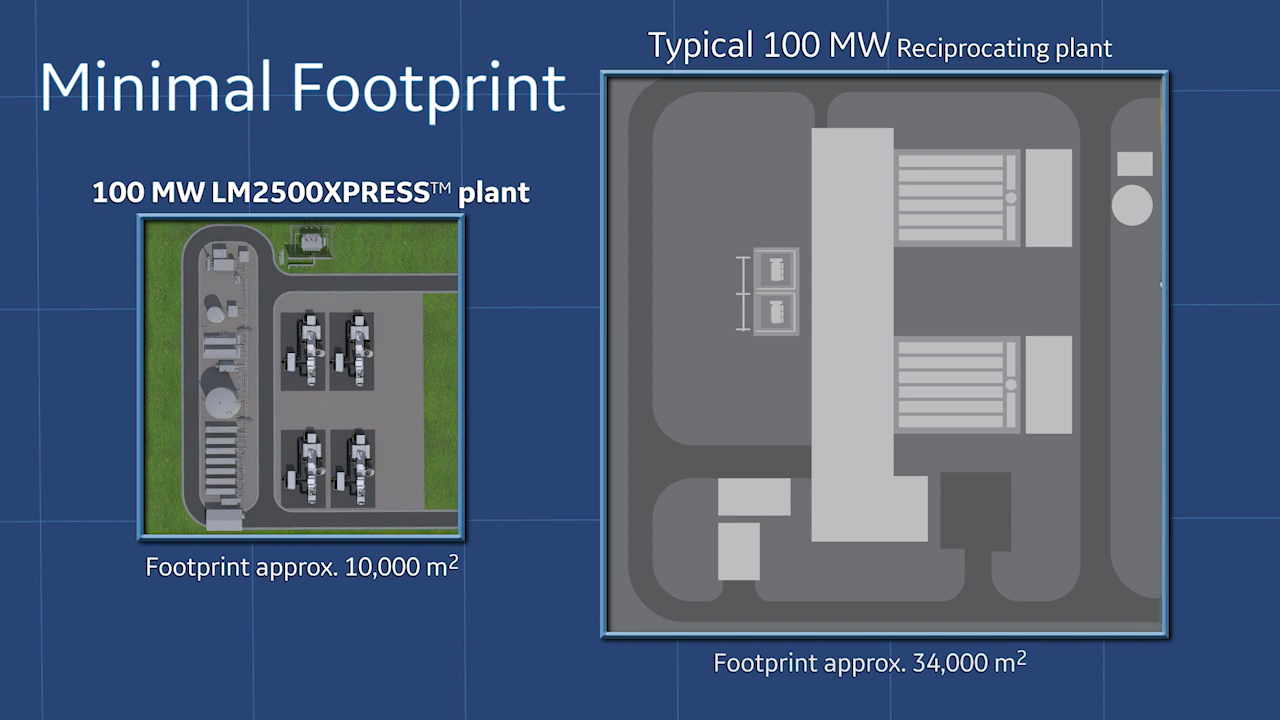 Minimal Footprint
100 MW LM2500XPRESS™ plant
Footprint approx. 10,000 m²
Typical 100 MW Reciprocating plant
Footprint approx. 34,000 m²